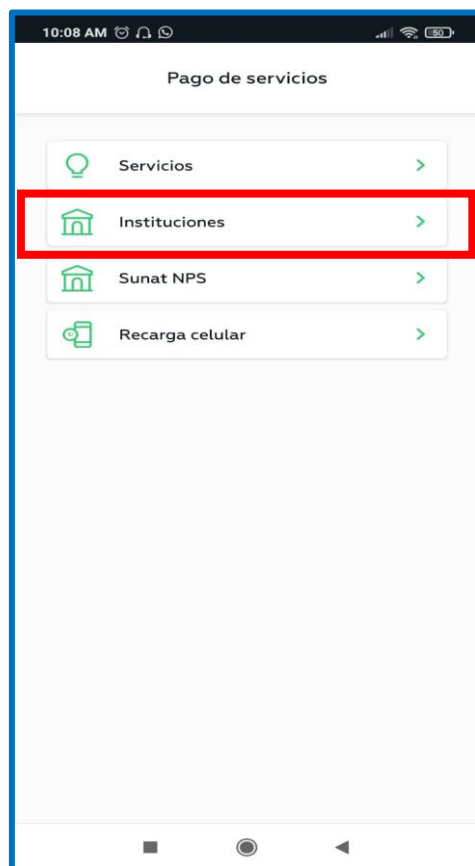 10:08 AM 50
Pago de servicios
Servicios
Instituciones
Sunat NPS
Recarga celular